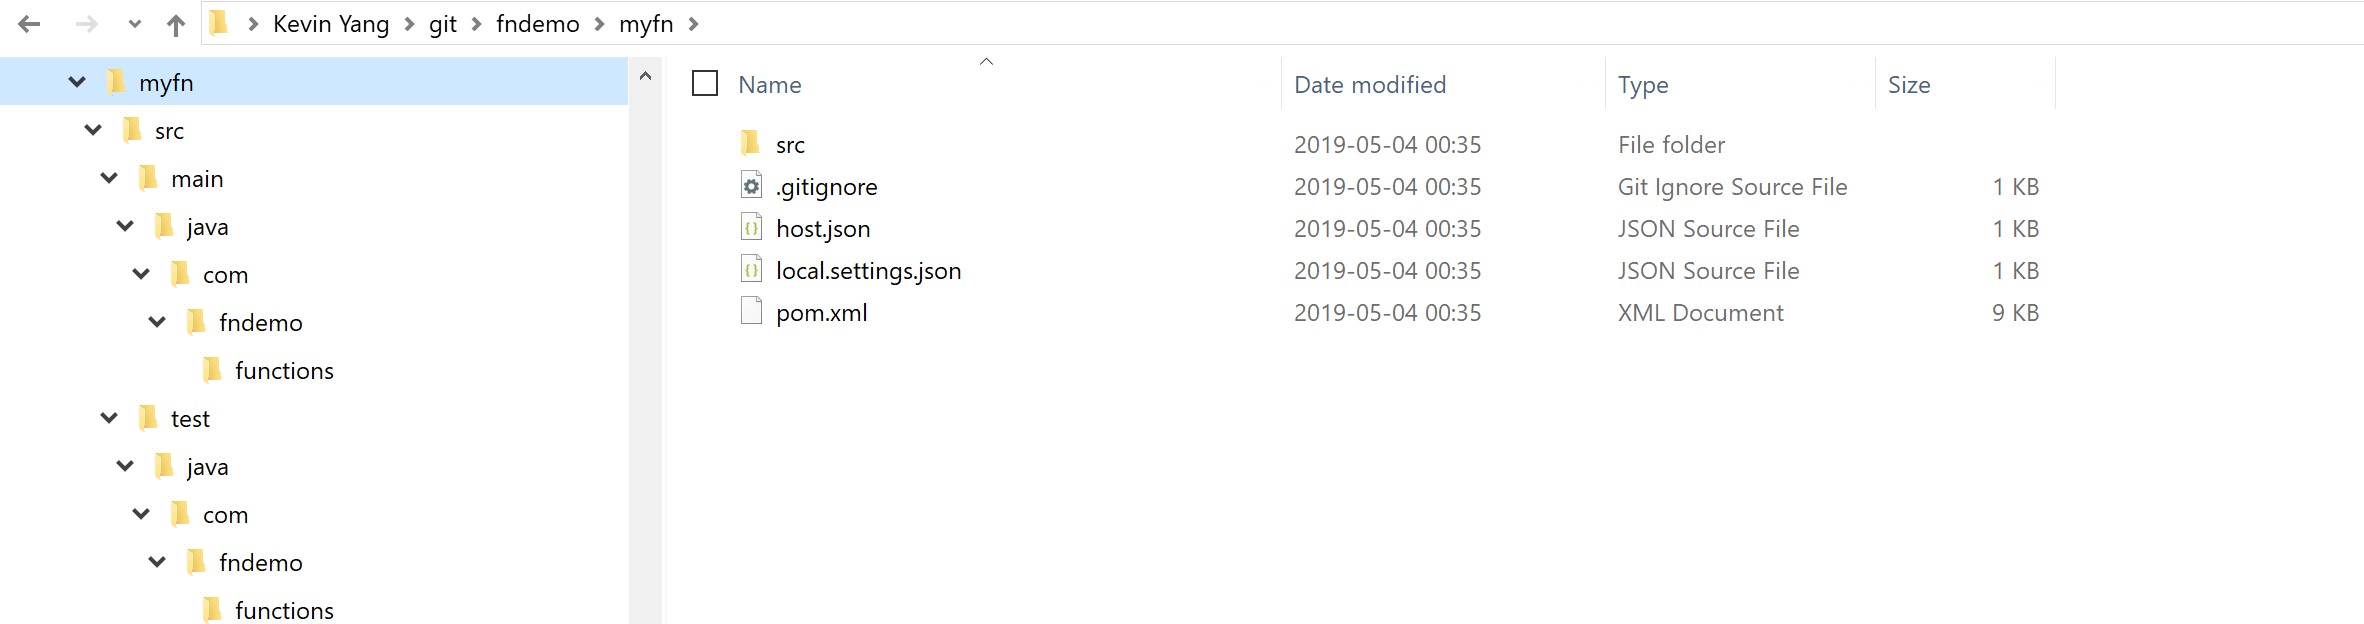 Kevin Yang > git > fndemo > myfn >
myfn
src
main
java
com
fndemo
functions
test
java
com
fndemo
functions
Name Date modified Type Size
src 2019-05-04 00:35 File folder
.gitignore 2019-05-04 00:35 Git Ignore Source File 1 KB
host.json 2019-05-04 00:35 JSON Source File 1 KB
local.settings.json 2019-05-04 00:35 JSON Source File 1 KB
pom.xml 2019-05-04 00:35 XML Document 9 KB